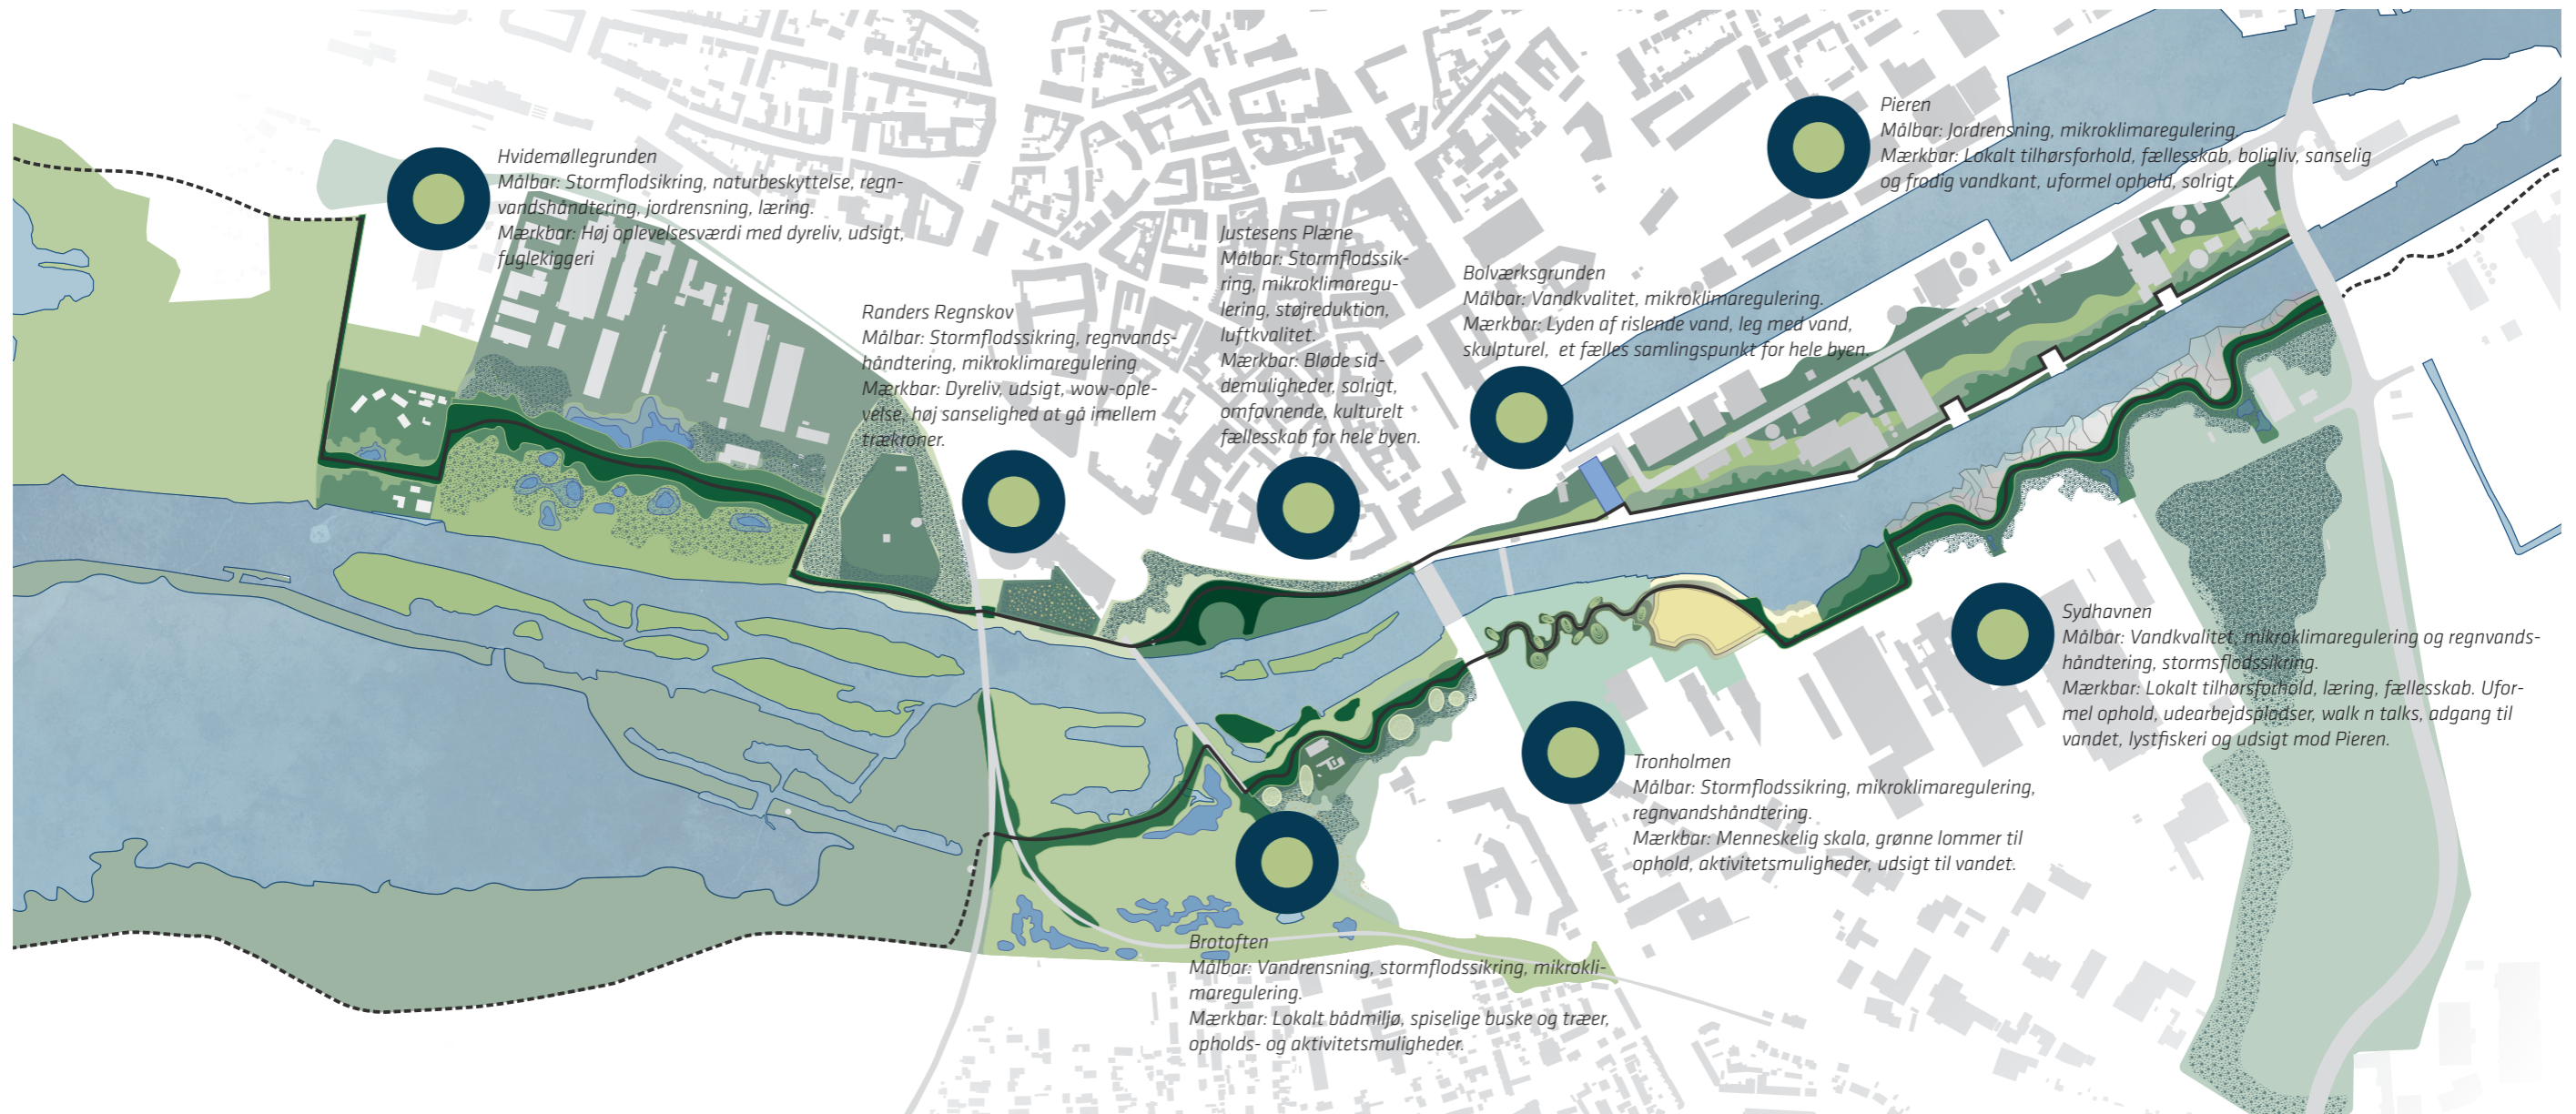 Hvidemøllegrunden
Målbar: Stormflodsikring, naturbeskyttelse, regn-
vandshåndtering, jordrensning, læring.
Mærkbar: Høj oplevelsesværdi med dyreliv, udsigt,
fuglekiggeri
Randers Regnskov
Målbar: Stormflodssikring, regnvands-
håndtering, mikroklimaregulering
Mærkbar: Dyreliv, udsigt, wow-ople-
velse, høj sanselighed at gå imellem
trækroner.
Justesens Plæne
Målbar: Stormflodssik-
ring, mikroklimaregu-
lering, støjreduktion,
luftkvalitet.
Mærkbar: Bløde sid-
demuligheder, solrigt,
omfavnende, kulturelt
fællesskab for hele byen.
Bolværksgrunden
Målbar: Vandkvalitet, mikroklimaregulering.
Mærkbar: Lyden af rislende vand, leg med vand,
skulpturel, et fælles samlingspunkt for hele byen.
Pieren
Målbar: Jordrensning, mikroklimaregulering.
Mærkbar: Lokalt tilhørsforhold, fællesskab, boligliv, sanselig
og frodig vandkant, uformel ophold, solrigt.
Sydhavnen
Målbar: Vandkvalitet, mikroklimaregulering og regnvands-
håndtering, stormsflodssikring.
Mærkbar: Lokalt tilhørsforhold, læring, fællesskab. Ufor-
mel ophold, udearbejdspladser, walk n talks, adgang til
vandet, lystfiskeri og udsigt mod Pieren.
Tronholmen
Målbar: Stormflodssikring, mikroklimaregulering,
regnvandshåndtering.
Mærkbar: Menneskelig skala, grønne lommer til
ophold, aktivitetsmuligheder, udsigt til vandet.
Brotoften
Målbar: Vandrensning, stormflodssikring, mikrokli-
maregulering.
Mærkbar: Lokalt bådmiljø, spiselige buske og træer,
opholds- og aktivitetsmuligheder.